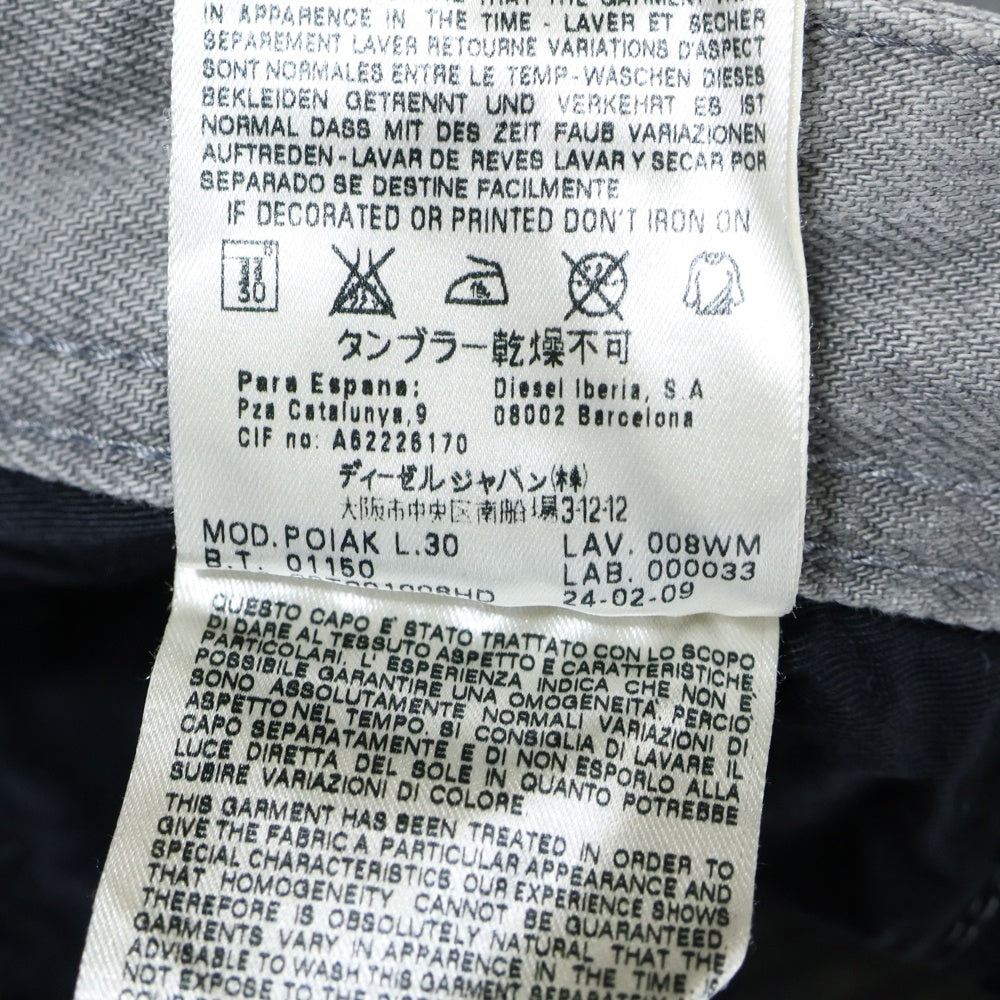 THAT THE GARMENT
IN APPARENCE IN THE TIME - LAVER ET SECHER
SEPAREMENT LAVER RETOURNE VARIATIONS D'ASPECT
SONT NORMALES ENTRE LE TEMP-WASCHEN DIESES
BEKLEIDEN GETRENNT UND VERKEHRT ES IST
NORMAL DASS MIT DES ZEIT FAUB VARIAZIONEN
AUFTREDEN-LAVAR DE REVES LAVAR Y SECAR POR
SEPARADO SE DESTINE FACILMENTE
IF DECORATED OR PRINTED DON'T IRON ON
30
タンブラー乾燥不可
Para Espana: Diesel Iberia, S.A
Pza Catalunya,9 08002 Barcelona
CIF no: A62226170
ディーゼルジャパン(株)
大阪市中央区南船場3-12-12
MOD.POIAK L.30 LAV. 008WM
B.T. 01150 LAB. 000033
24-02-09
QUESTO CAPO E' STATO TRATTATO CON LO SCOPO
DI DARE AL TESSUTO ASPETTO E CARATTERISTICHE
PARTICOLARI, L' ESPERIENZA INDICA CHE NON E'
POSSIBILE GARANTIRE UNA OMOGENEITA', PERCIO'
SONO ASSOLUTAMENTE NORMALI VARIAZIONI DI
ASPETTO NEL TEMPO. SI CONSIGLIA DI LAVARE IL
CAPO SEPARATAMENTE E DI NON ESPORLO ALLA
LUCE DIRETTA DEL SOLE IN QUANTO POTREBBE
SUBIRE VARIAZIONI DI COLORE
THIS GARMENT HAS BEEN TREATED IN ORDER TO
GIVE THE FABRIC A PARTICULAR APPEARANCE AND
SPECIAL CHARACTERISTICS OUR EXPERIENCE SHOWS
THAT HOMOGENEITY CANNOT BE GUARANTEED
THEREFORE IS ABSOLUTELY NATURAL THAT THE
GARMENTS VARY IN APPARENCE IN THE TIME IS
ADVISABLE TO WASH THIS GARMENT SEPARATE
NOT EXPOSE TO THE